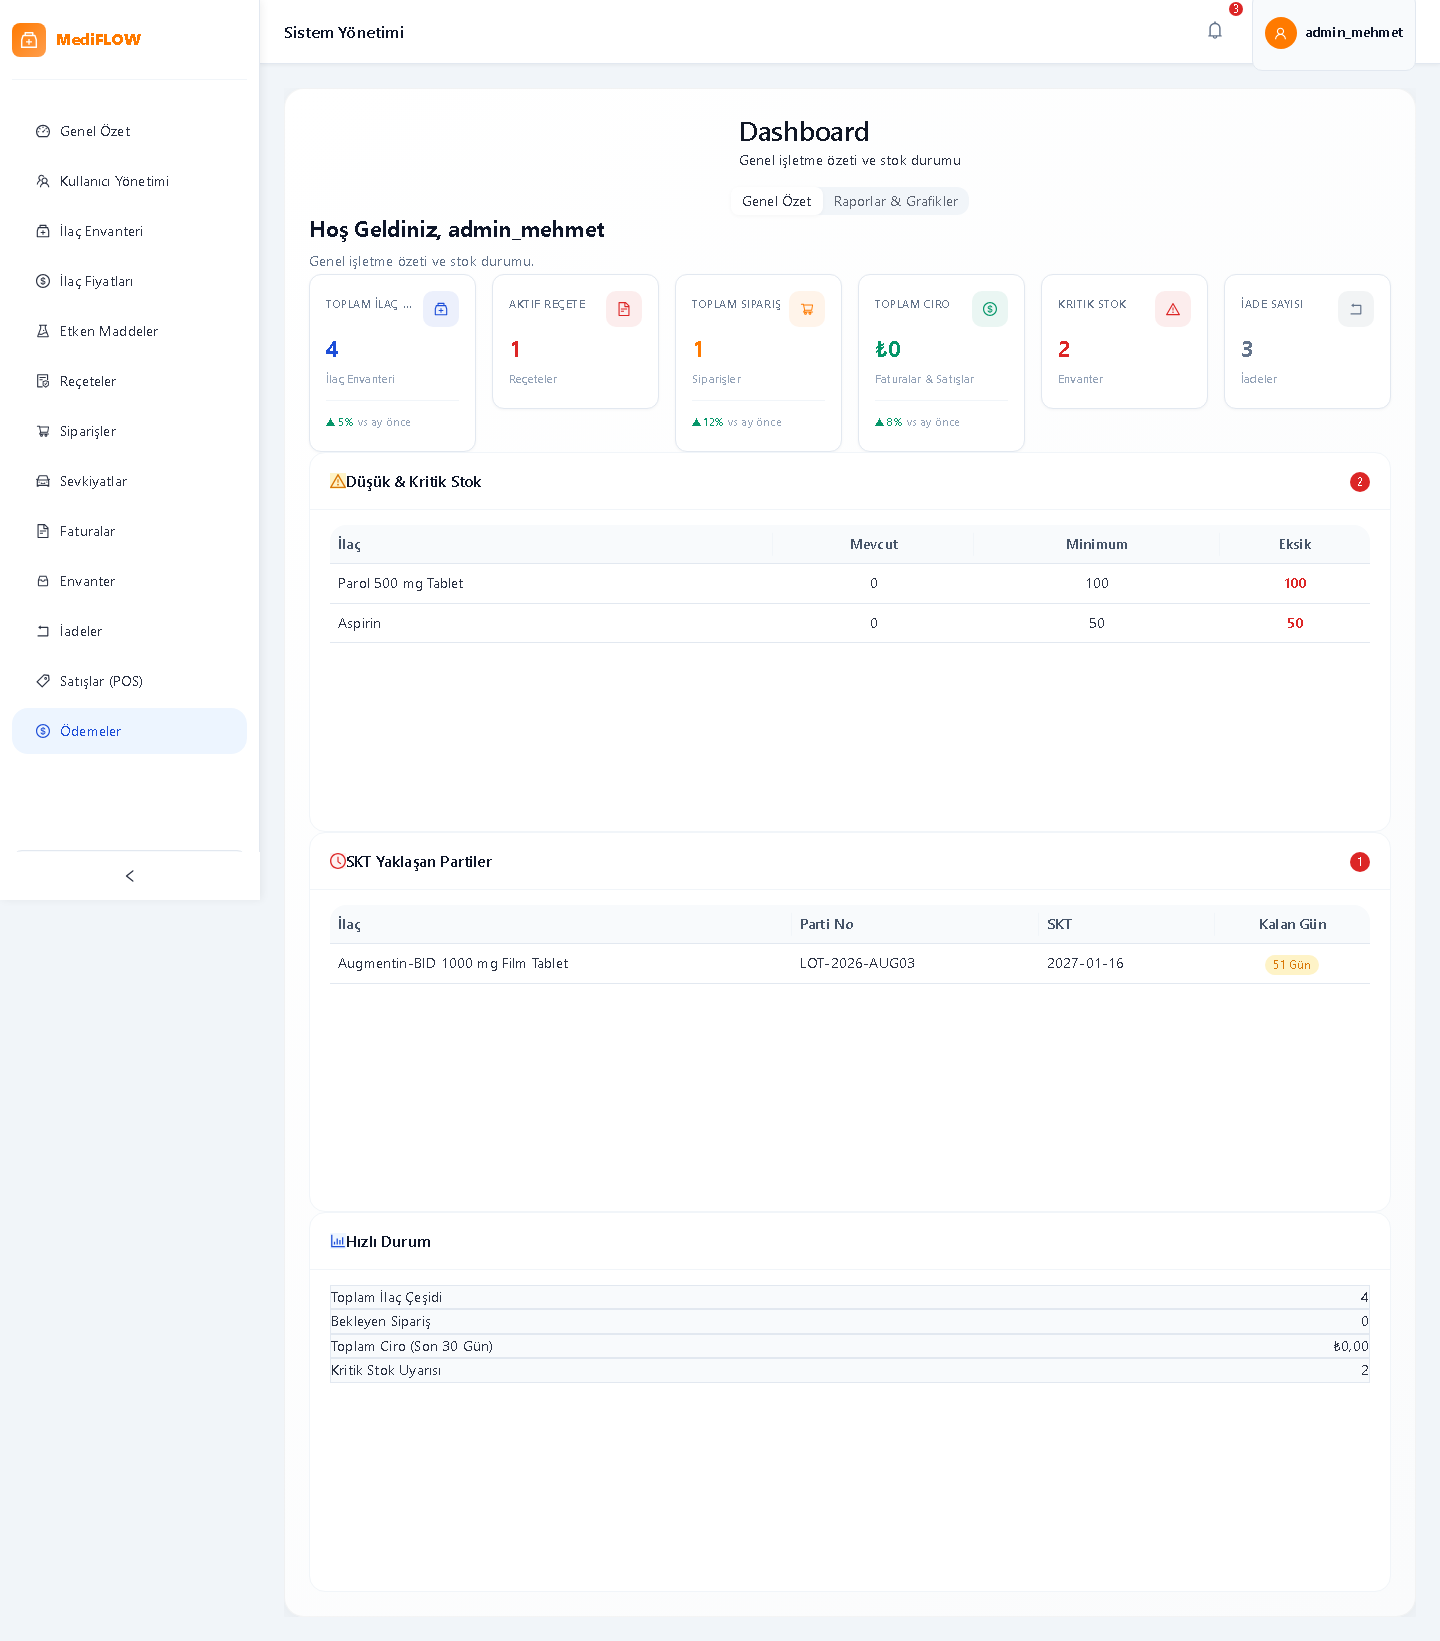 MediFLOW
Sistem Yönetimi
3
admin_mehmet
Genel Özet
Kullanıcı Yönetimi
İlaç Envanteri
İlaç Fiyatları
Etken Maddeler
Reçeteler
Siparişler
Sevkiyatlar
Faturalar
Envanter
İadeler
Satışlar (POS)
Ödemeler
Dashboard
Genel işletme özeti ve stok durumu
Genel Özet Raporlar & Grafikler
Hoş Geldiniz, admin_mehmet
Genel işletme özeti ve stok durumu.
TOPLAM İLAÇ ...
4
İlaç Envanteri
▲ 5% vs ay önce
AKTIF REÇETE
1
Reçeteler
TOPLAM SIPARIŞ
1
Siparişler
▲ 12% vs ay önce
TOPLAM CIRO
₺0
Faturalar & Satışlar
▲ 8% vs ay önce
KRITIK STOK
2
Envanter
İADE SAYISI
3
İadeler
Düşük & Kritik Stok 2
İlaç Mevcut Minimum Eksik
Parol 500 mg Tablet 0 100 100
Aspirin 0 50 50
SKT Yaklaşan Partiler 1
İlaç Parti No SKT Kalan Gün
Augmentin-BID 1000 mg Film Tablet LOT-2026-AUG03 2027-01-16 51 Gün
Hızlı Durum
Toplam İlaç Çeşidi 4
Bekleyen Sipariş 0
Toplam Ciro (Son 30 Gün) ₺0,00
Kritik Stok Uyarısı 2